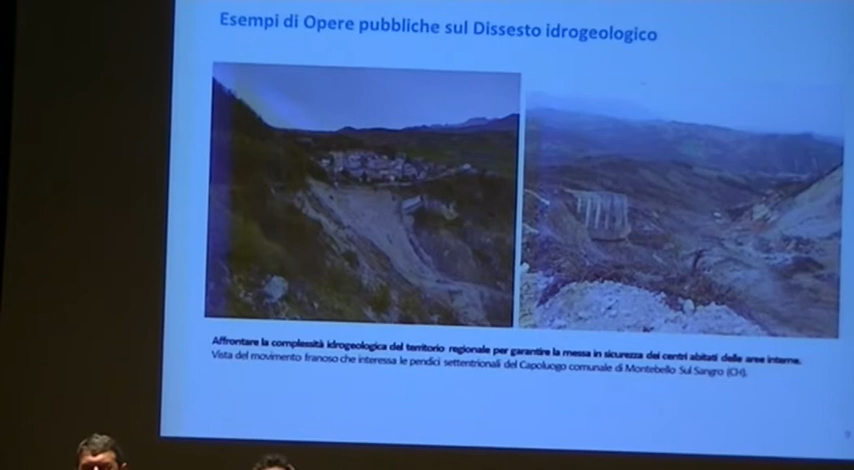 Esempi di Opere pubbliche sul Dissesto idrogeologico
Affrontare la complessità idrogeologica del territorio regionale per garantire la messa in sicurezza dei centri abitati delle aree interne.
Vista del movimento franoso che interessa le pendici settentrionali del Capoluogo comunale di Montebello Sul Sangro (CH).